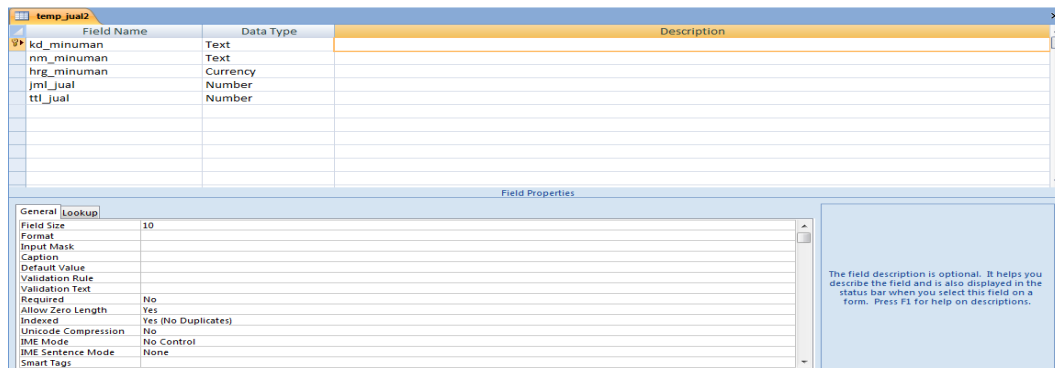 temp_jual2
Field Name Data Type Description
kd_minuman Text
nm_minuman Text
hrg_minuman Currency
jml_jual Number
ttl_jual Number
Field Properties
General Lookup
Field Size 10
Format
Input Mask
Caption
Default Value
Validation Rule
Validation Text
Required No
Allow Zero Length Yes
Indexed Yes (No Duplicates)
Unicode Compression No
IME Mode No Control
IME Sentence Mode None
Smart Tags
The field description is optional. It helps you
describe the field and is also displayed in the
status bar when you select this field on a
form. Press F1 for help on descriptions.